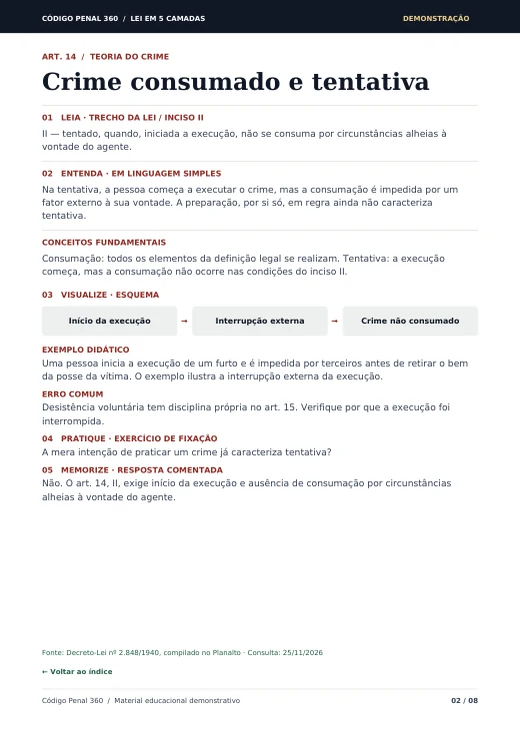 CÓDIGO PENAL 360 / LEI EM 5 CAMADAS
DEMONSTRAÇÃO
ART. 14 / TEORIA DO CRIME
Crime consumado e tentativa
01 LEIA · TRECHO DA LEI / INCISO II
II — tentado, quando, iniciada a execução, não se consuma por circunstâncias alheias à
vontade do agente.
02 ENTENDA · EM LINGUAGEM SIMPLES
Na tentativa, a pessoa começa a executar o crime, mas a consumação é impedida por um
fator externo à sua vontade. A preparação, por si só, em regra ainda não caracteriza
tentativa.
CONCEITOS FUNDAMENTAIS
Consumação: todos os elementos da definição legal se realizam. Tentativa: a execução
começa, mas a consumação não ocorre nas condições do inciso II.
03 VISUALIZE · ESQUEMA
Início da execução → Interrupção externa → Crime não consumado
EXEMPLO DIDÁTICO
Uma pessoa inicia a execução de um furto e é impedida por terceiros antes de retirar o bem
da posse da vítima. O exemplo ilustra a interrupção externa da execução.
ERRO COMUM
Desistência voluntária tem disciplina própria no art. 15. Verifique por que a execução foi
interrompida.
04 PRATIQUE · EXERCÍCIO DE FIXAÇÃO
A mera intenção de praticar um crime já caracteriza tentativa?
05 MEMORIZE · RESPOSTA COMENTADA
Não. O art. 14, II, exige início da execução e ausência de consumação por circunstâncias
alheias à vontade do agente.
Fonte: Decreto-Lei nº 2.848/1940, compilado no Planalto · Consulta: 25/11/2026
← Voltar ao índice
Código Penal 360 / Material educacional demonstrativo
02 / 08